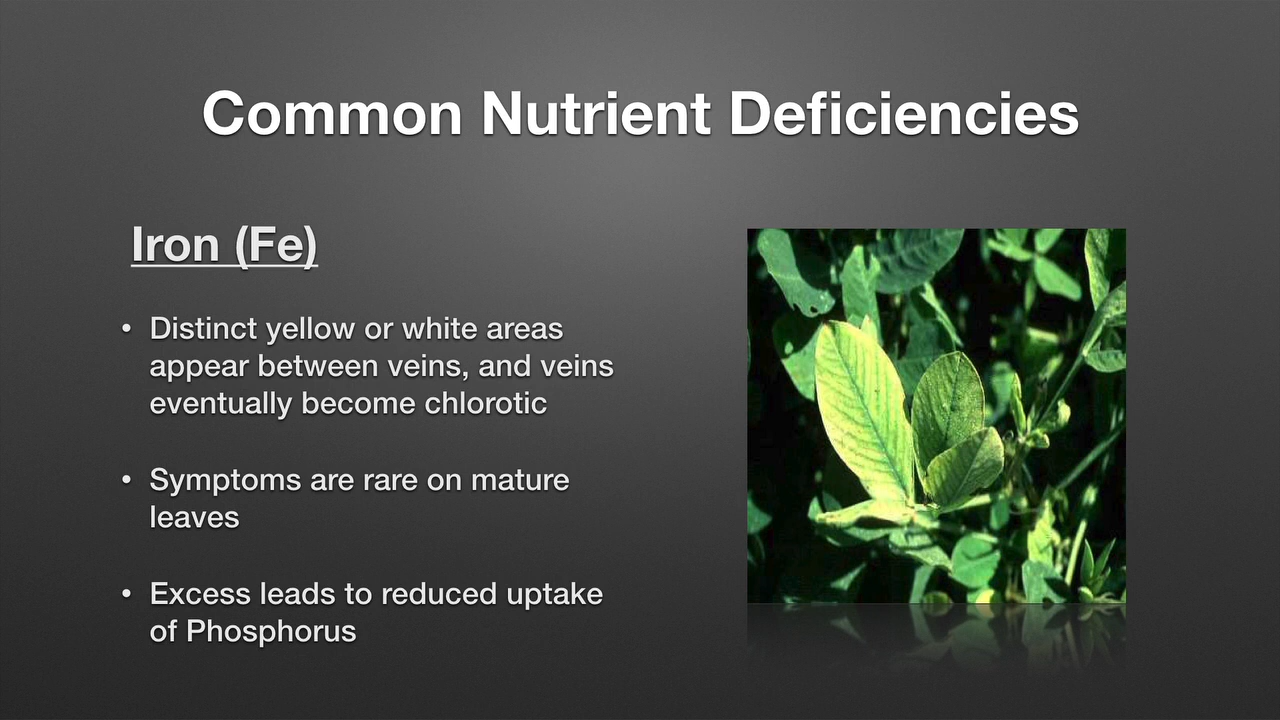 Common Nutrient Deficiencies
Iron (Fe)
• Distinct yellow or white areas
appear between veins, and veins
eventually become chlorotic
• Symptoms are rare on mature
leaves
• Excess leads to reduced uptake
of Phosphorus